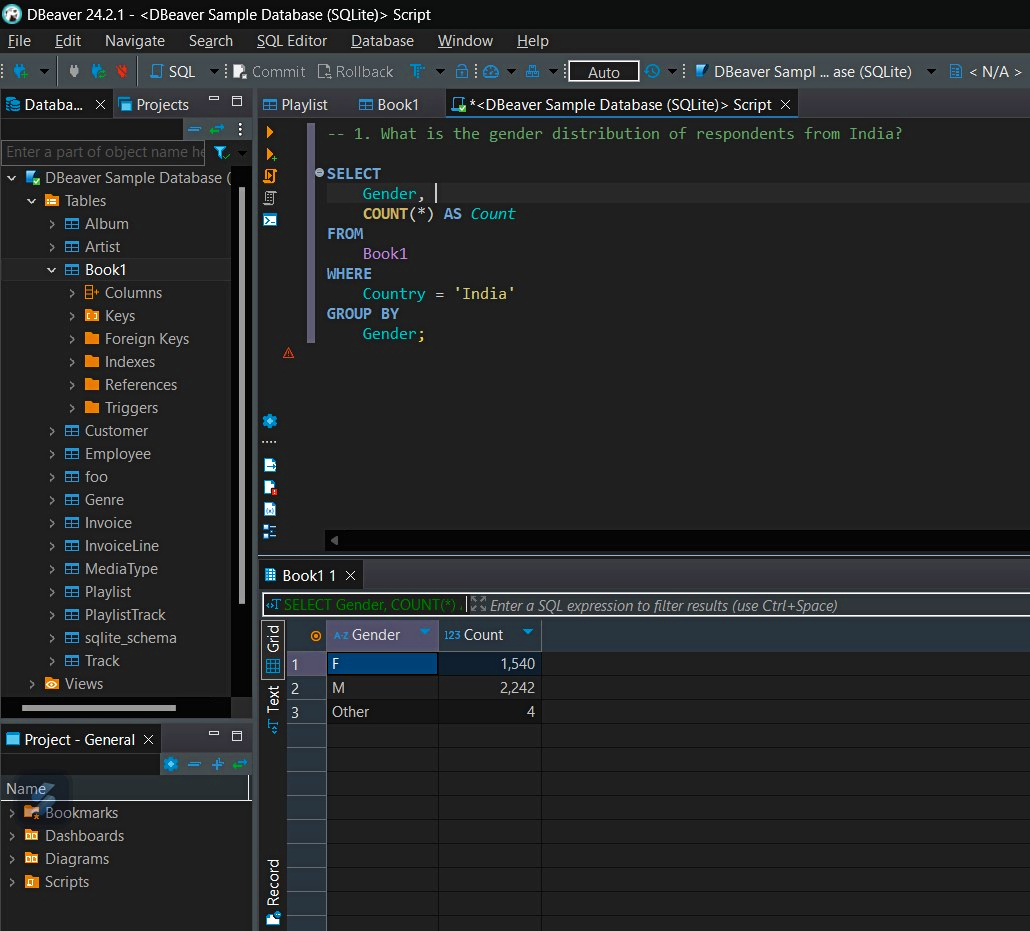 DBeaver 24.2.1 - <DBeaver Sample Database (SQLite)> Script
File Edit Navigate Search SQL Editor Database Window Help
SQL Commit Rollback Auto DBeaver Sampl ... ase (SQLite) < N/A >
Databa... Projects
Enter a part of object name he
DBeaver Sample Database (
Tables
Album
Artist
Book1
Columns
Keys
Foreign Keys
Indexes
References
Triggers
Customer
Employee
foo
Genre
Invoice
InvoiceLine
MediaType
Playlist
PlaylistTrack
sqlite_schema
Track
Views
Project - General
Name
Bookmarks
Dashboards
Diagrams
Scripts
Playlist Book1 *<DBeaver Sample Database (SQLite)> Script
-- 1. What is the gender distribution of respondents from India?
SELECT
Gender,
COUNT(*) AS Count
FROM
Book1
WHERE
Country = 'India'
GROUP BY
Gender;
Book1 1
SELECT Gender, COUNT(*) Enter a SQL expression to filter results (use Ctrl+Space)
Grid
Text
Record
A-Z Gender 123 Count
1 F 1,540
2 M 2,242
3 Other 4